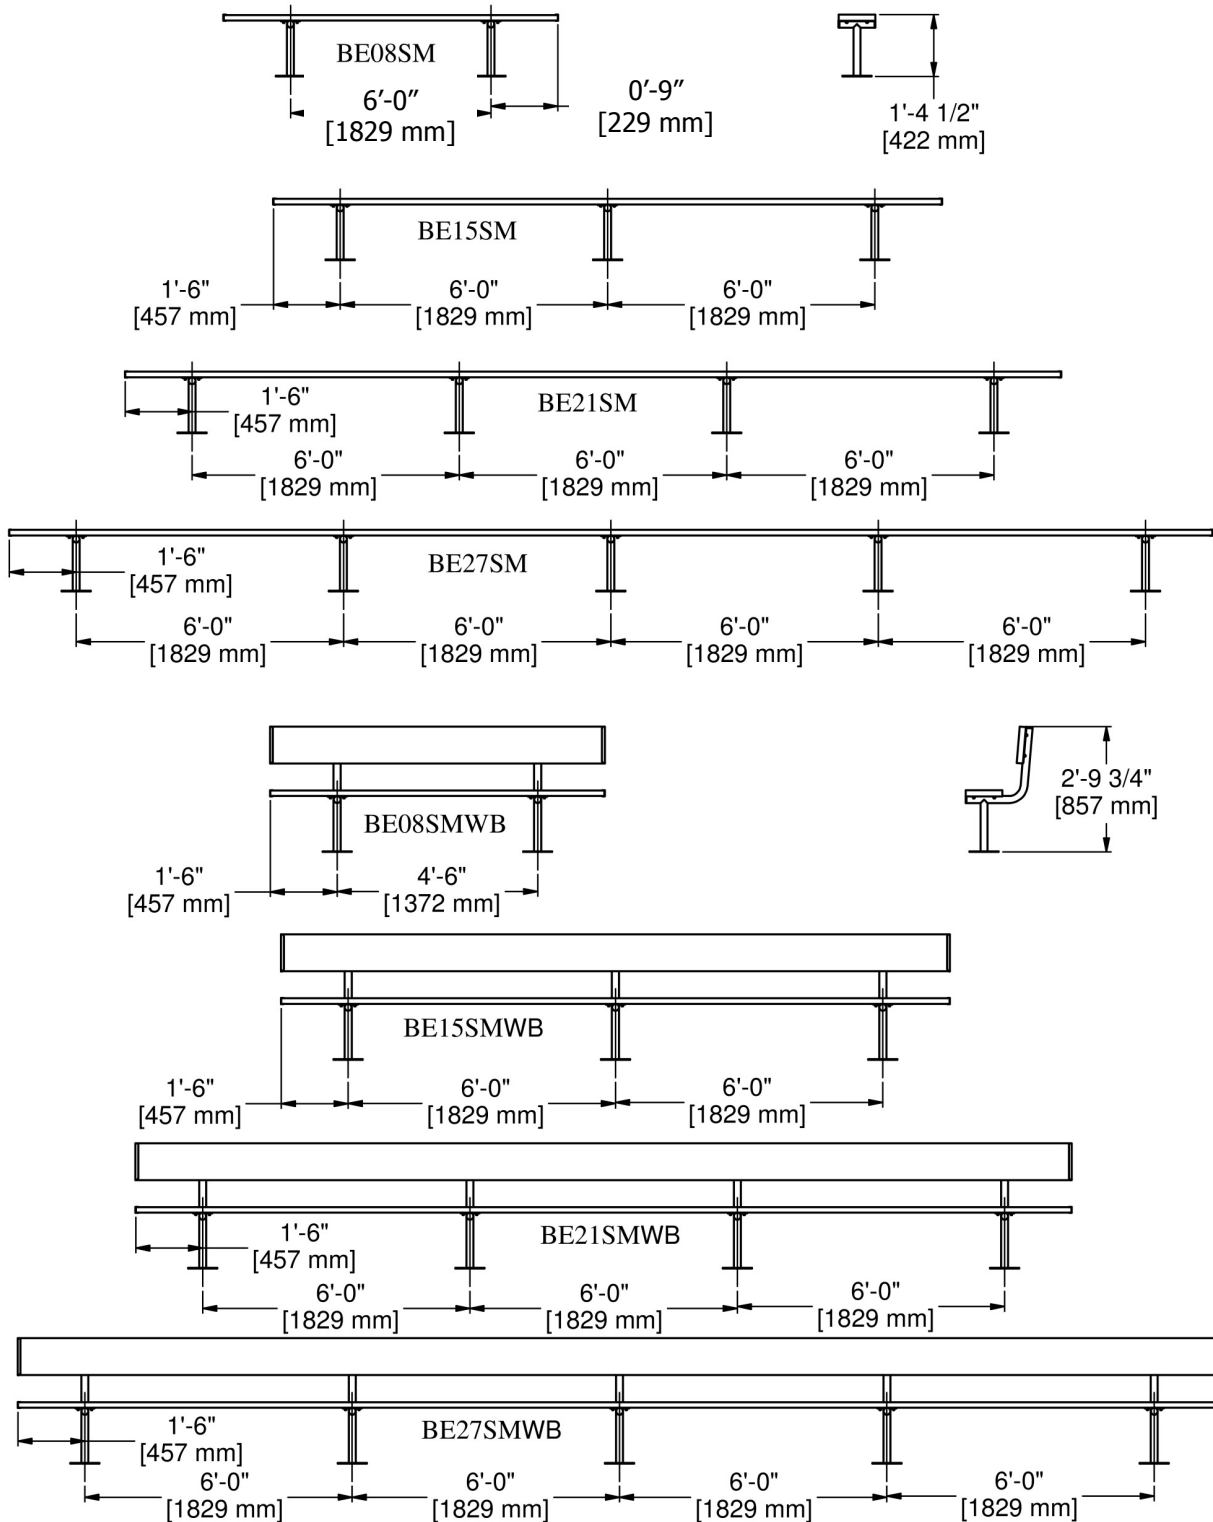 BE08SM
6′-0″
[1829 mm]
0′-9″
[229 mm]
1'-4 1/2"
[422 mm]
BE15SM
1'-6"
[457 mm]
6'-0"
[1829 mm]
6'-0"
[1829 mm]
BE21SM
1'-6"
[457 mm]
6'-0"
[1829 mm]
6'-0"
[1829 mm]
6'-0"
[1829 mm]
BE27SM
1'-6"
[457 mm]
6'-0"
[1829 mm]
6'-0"
[1829 mm]
6'-0"
[1829 mm]
6'-0"
[1829 mm]
2'-9 3/4"
[857 mm]
BE08SMWB
1'-6"
[457 mm]
4'-6"
[1372 mm]
BE15SMWB
1'-6"
[457 mm]
6'-0"
[1829 mm]
6'-0"
[1829 mm]
BE21SMWB
1'-6"
[457 mm]
6'-0"
[1829 mm]
6'-0"
[1829 mm]
6'-0"
[1829 mm]
BE27SMWB
1'-6"
[457 mm]
6'-0"
[1829 mm]
6'-0"
[1829 mm]
6'-0"
[1829 mm]
6'-0"
[1829 mm]